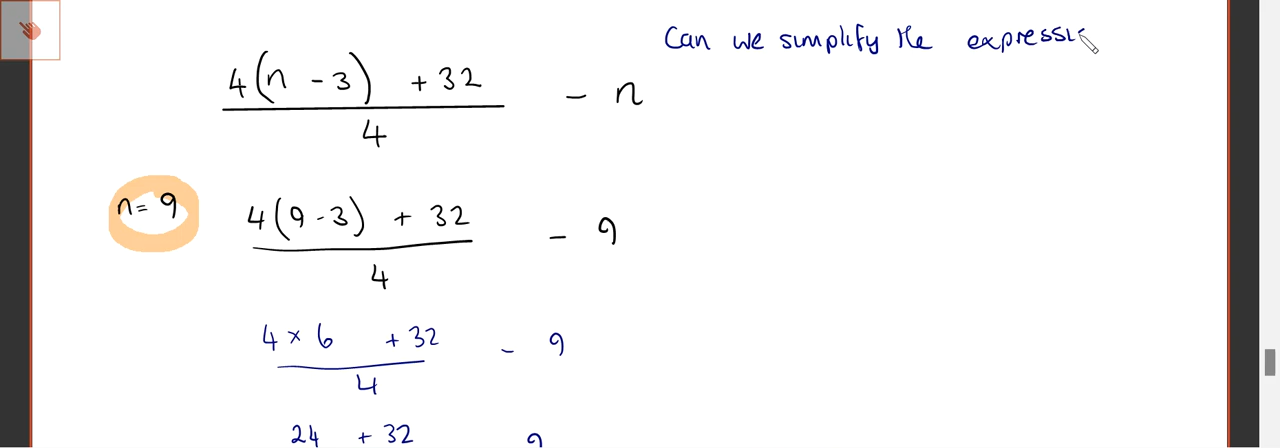 Can we simplify the
4(n - 3) + 32
- n
4
n = 9
4(9 - 3) + 32
- 9
4
4 × 6 + 32
- 9
4
24 + 32
9